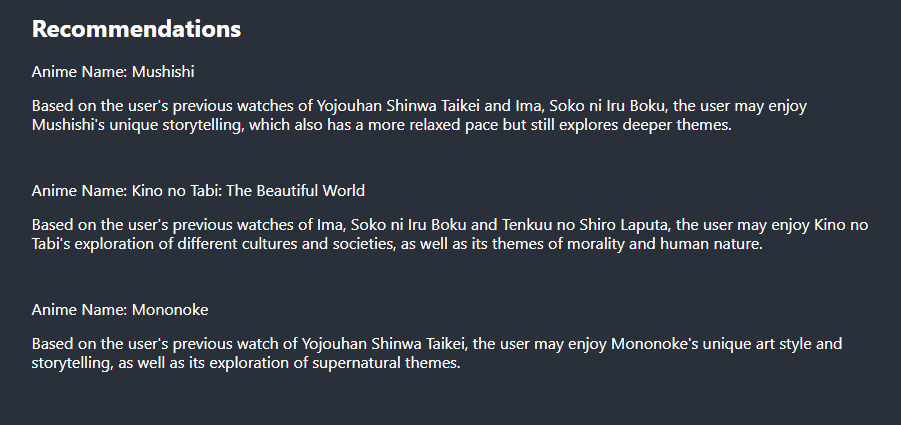 Recommendations
Anime Name: Mushishi
Based on the user's previous watches of Yojouhan Shinwa Taikei and Ima, Soko ni Iru Boku, the user may enjoy
Mushishi's unique storytelling, which also has a more relaxed pace but still explores deeper themes.
Anime Name: Kino no Tabi: The Beautiful World
Based on the user's previous watches of Ima, Soko ni Iru Boku and Tenkuu no Shiro Laputa, the user may enjoy Kino no
Tabi's exploration of different cultures and societies, as well as its themes of morality and human nature.
Anime Name: Mononoke
Based on the user's previous watch of Yojouhan Shinwa Taikei, the user may enjoy Mononoke's unique art style and
storytelling, as well as its exploration of supernatural themes.